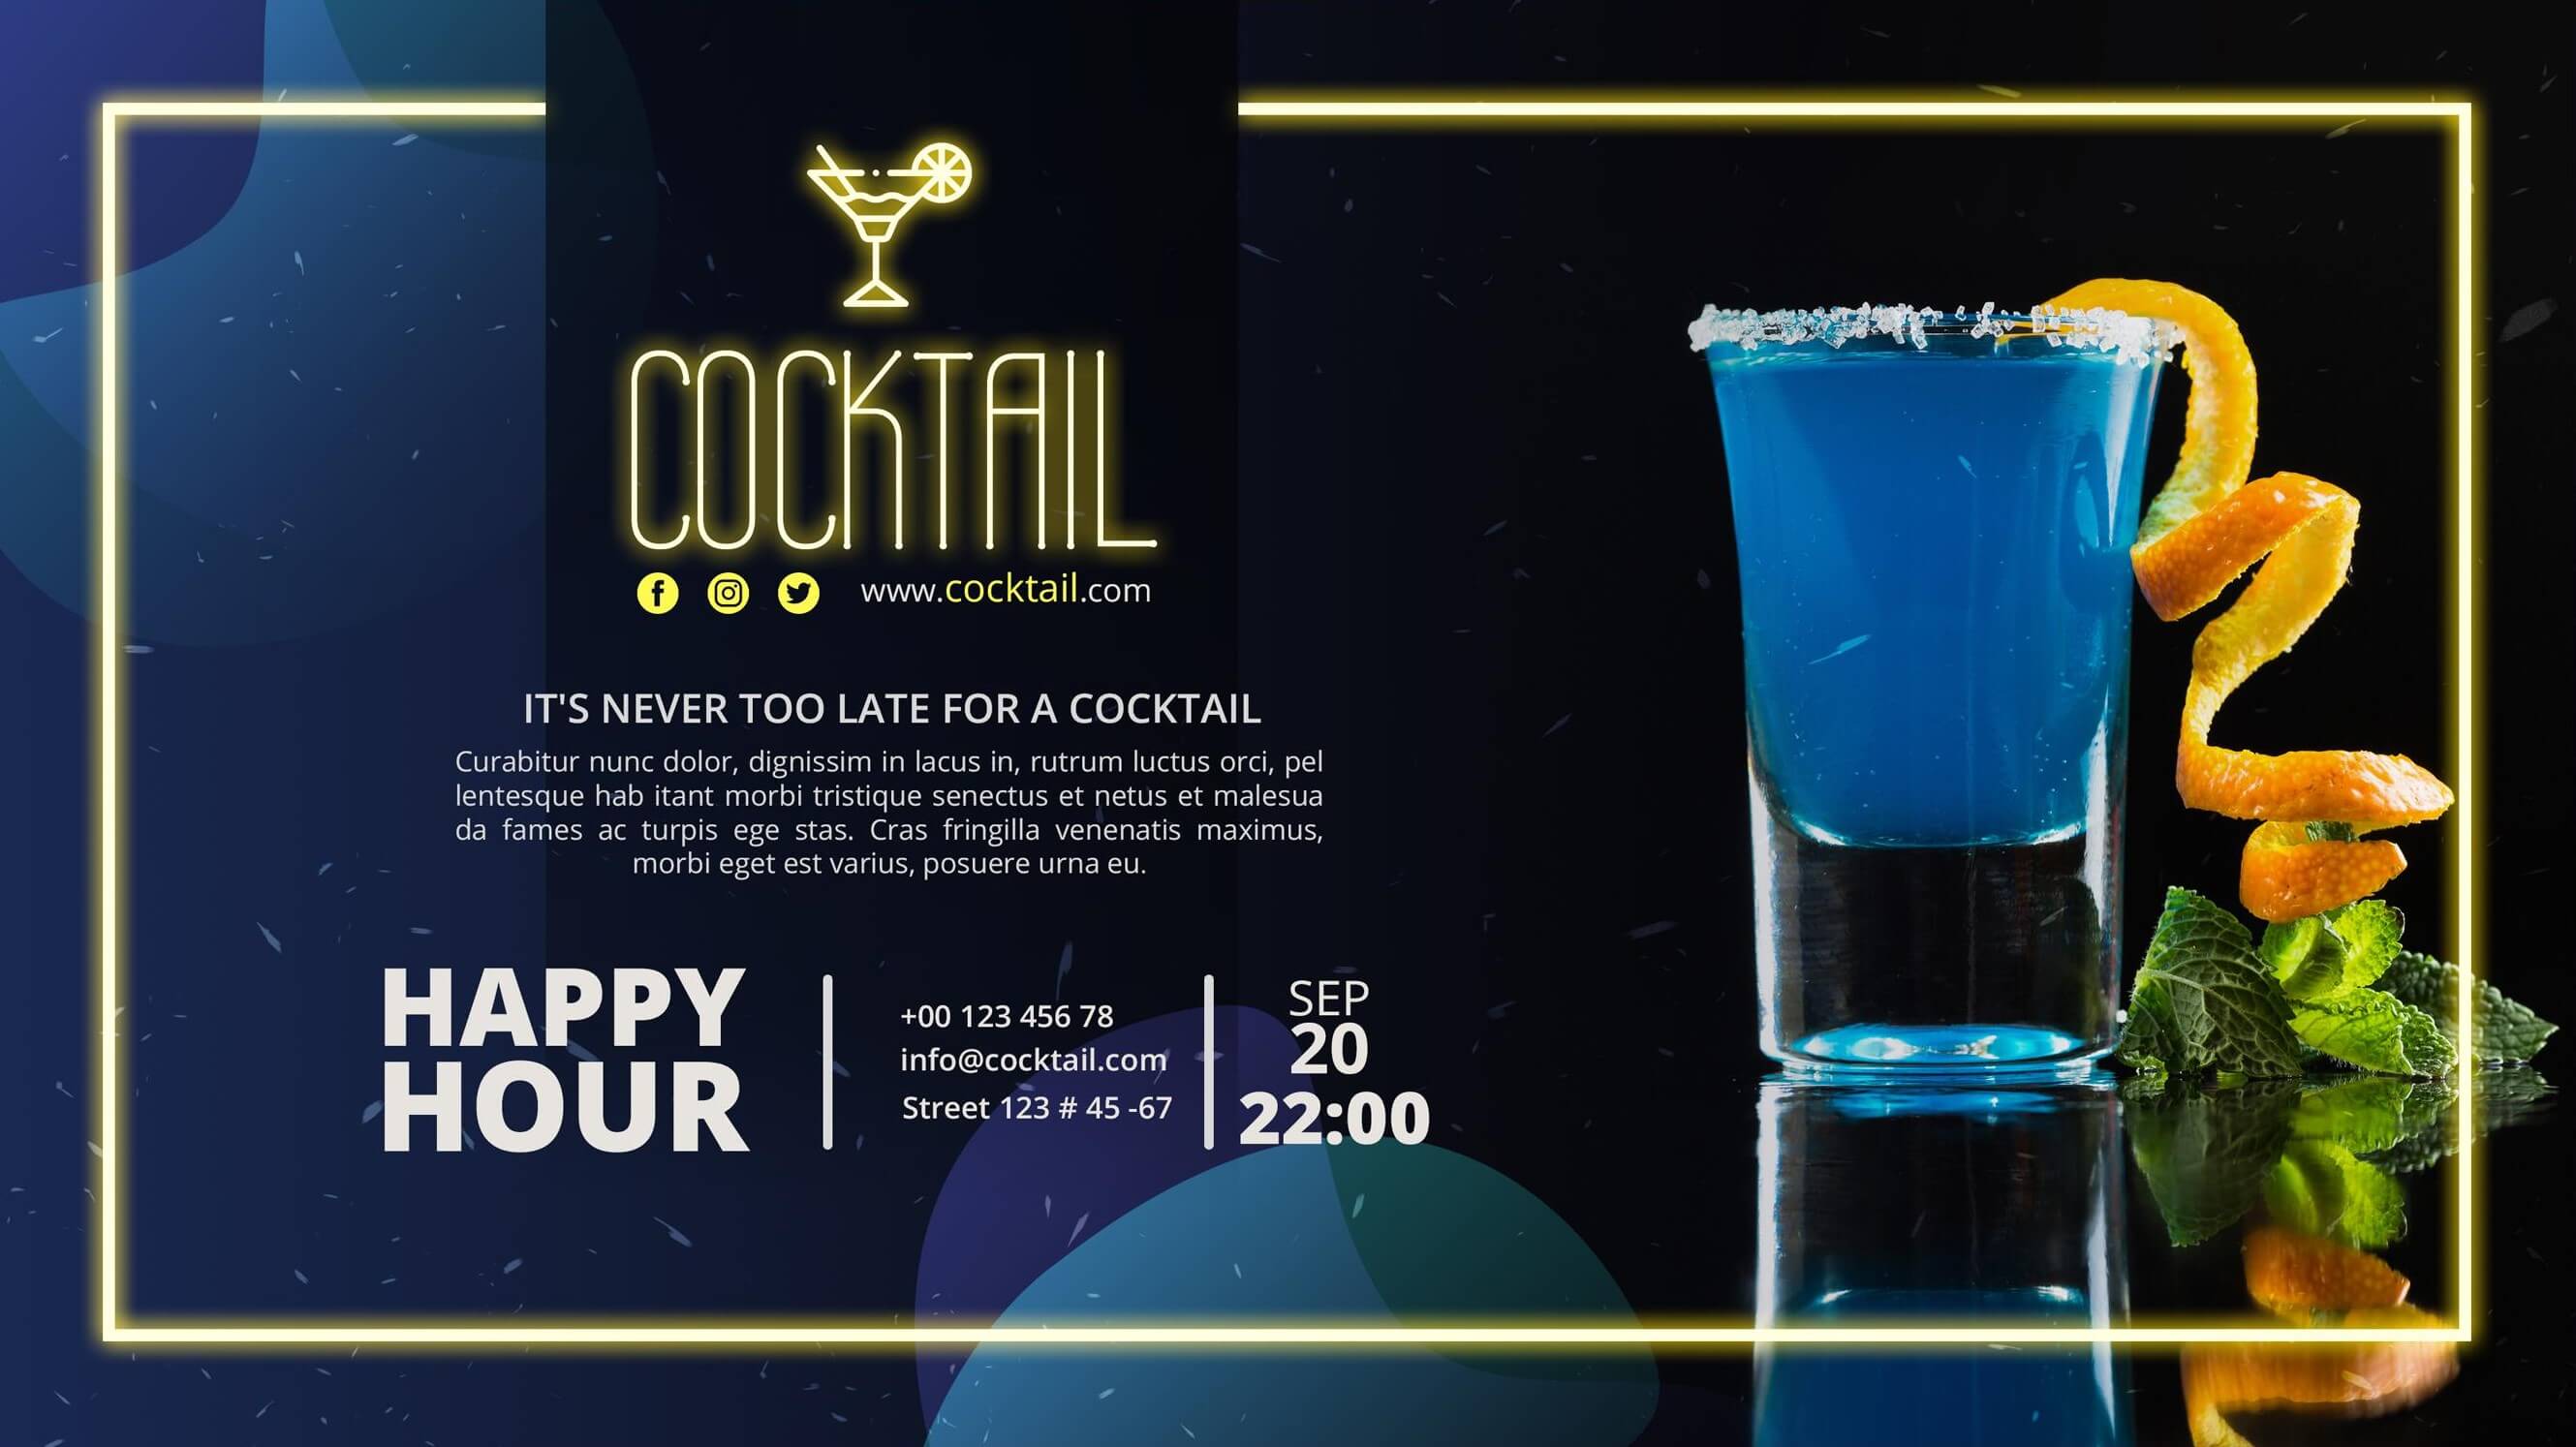 COCKTAIL
www.cocktail.com
IT'S NEVER TOO LATE FOR A COCKTAIL
Curabitur nunc dolor, dignissim in lacus in, rutrum luctus orci, pel
lentesque hab itant morbi tristique senectus et netus et malesua
da fames ac turpis ege stas. Cras fringilla venenatis maximus,
morbi eget est varius, posuere urna eu.
HAPPY
HOUR
+00 123 456 78
info@cocktail.com
Street 123 # 45 -67
SEP
20
22:00